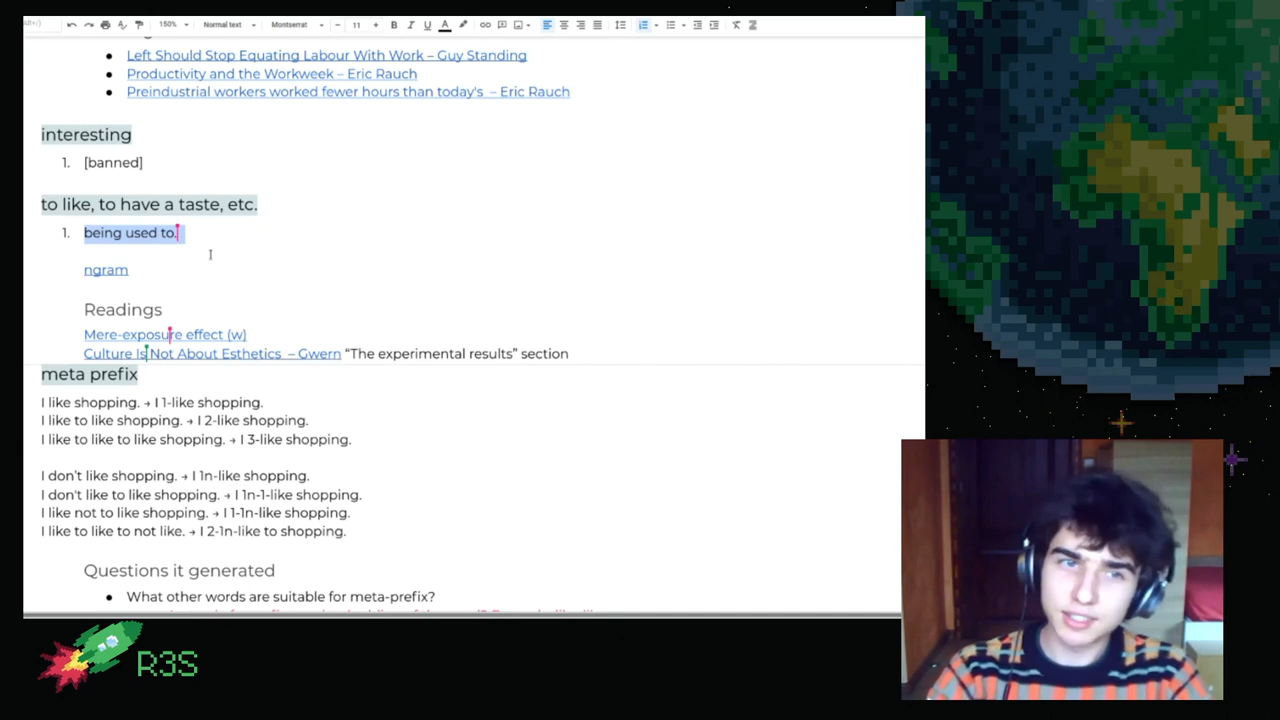 150%
Normal text
Montserrat
11
B I U A
Left Should Stop Equating Labour With Work – Guy Standing
Productivity and the Workweek – Eric Rauch
Preindustrial workers worked fewer hours than today's – Eric Rauch
interesting
1. [banned]
to like, to have a taste, etc.
1. being used to.
ngram
Readings
Mere-exposure effect (w)
Culture Is Not About Esthetics – Gwern “The experimental results” section
meta prefix
I like shopping. → I 1-like shopping.
I like to like shopping. → I 2-like shopping.
I like to like to like shopping. → I 3-like shopping.
I don’t like shopping. → I 1n-like shopping.
I don't like to like shopping. → I 1n-1-like shopping.
I like not to like shopping. → I 1-1n-like shopping.
I like to like to not like. → I 2-1n-like to shopping.
Questions it generated
What other words are suitable for meta-prefix?
R3S